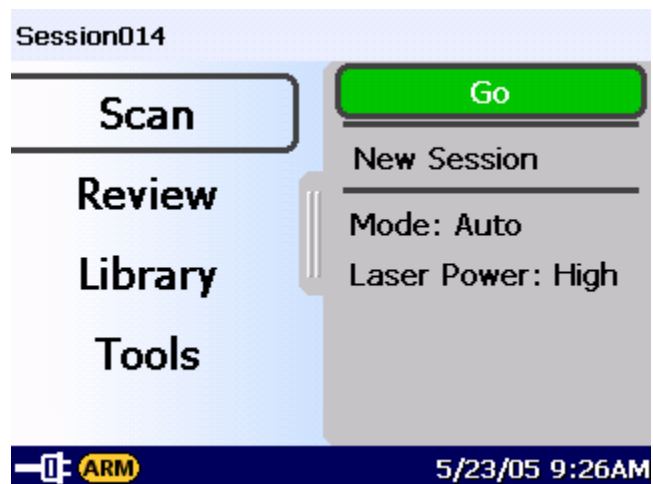 Session014
Scan
Review
Library
Tools
Go
New Session
Mode: Auto
Laser Power: High
ARM
5/23/05 9:26AM